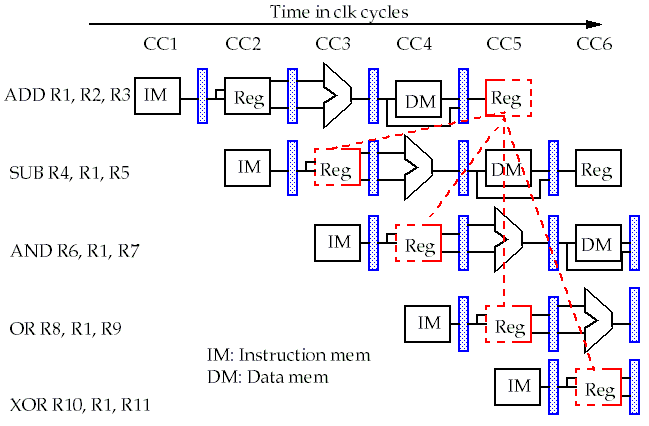 Time in clk cycles
CC1 CC2 CC3 CC4 CC5 CC6
ADD R1, R2, R3 IM Reg DM Reg
SUB R4, R1, R5 IM Reg DM Reg
AND R6, R1, R7 IM Reg DM
OR R8, R1, R9 IM Reg
IM: Instruction mem
DM: Data mem
XOR R10, R1, R11 IM Reg